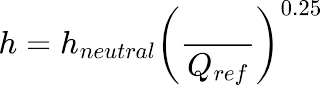 h = h_{neutral} \left( \frac{}{Q_{ref}} \right)^{0.25}